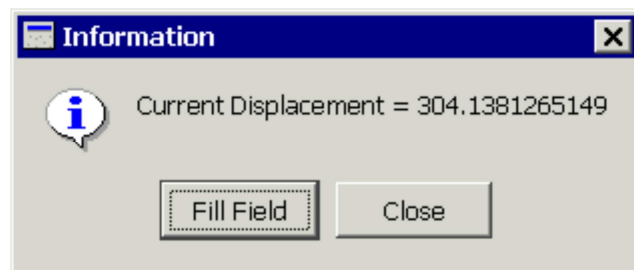 Information
Current Displacement = 304.1381265149
Fill Field
Close